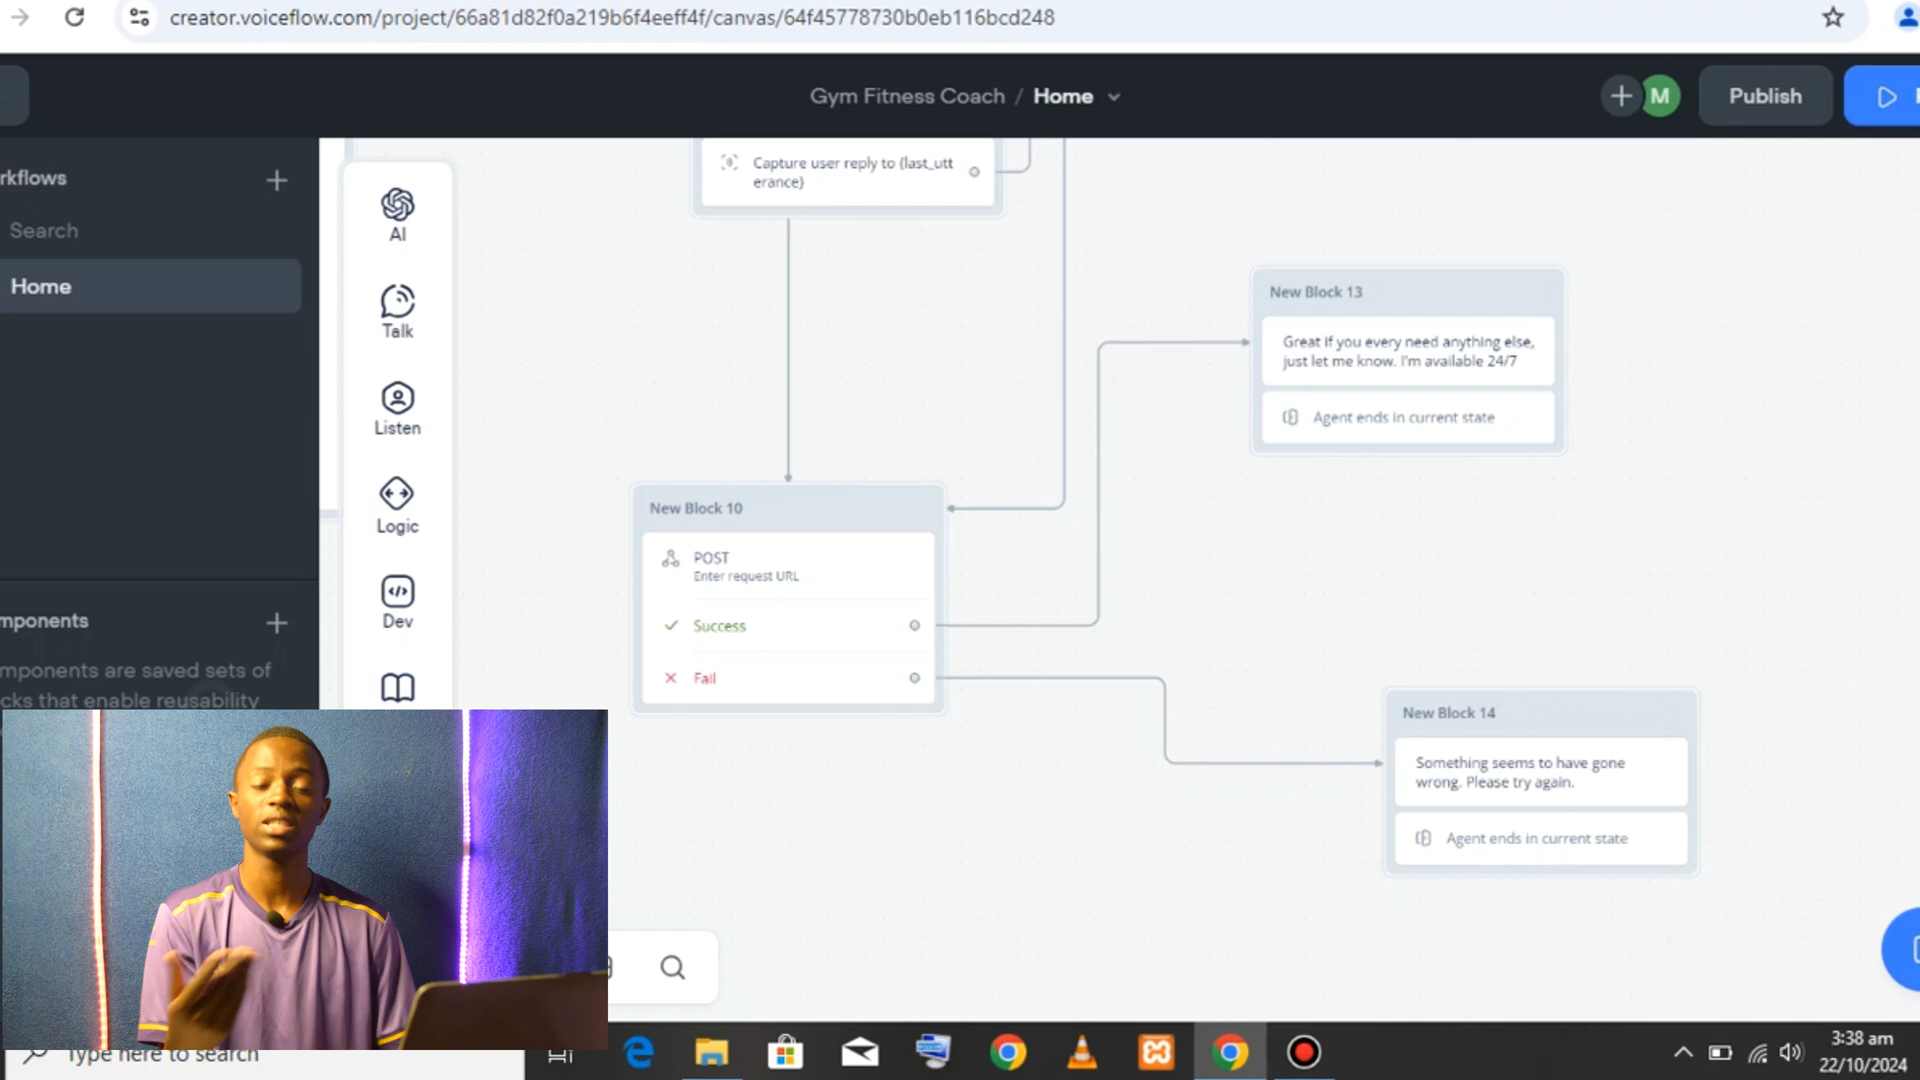 creator.voiceflow.com/project/66a81d82f0a219b6f4eeff4f/canvas/64f45778730b0eb116bcd248
Gym Fitness Coach / Home
M
Publish
rkflows
Search
Home
mponents
mponents are saved sets of
cks that enable reusability
AI
Talk
Listen
Logic
Dev
Capture user reply to {last_utt
erance}
New Block 13
Great if you every need anything else,
just let me know. I'm available 24/7
Agent ends in current state
New Block 10
POST
Enter request URL
Success
Fail
New Block 14
Something seems to have gone
wrong. Please try again.
Agent ends in current state
Type here to search
3:38 am
22/10/2024